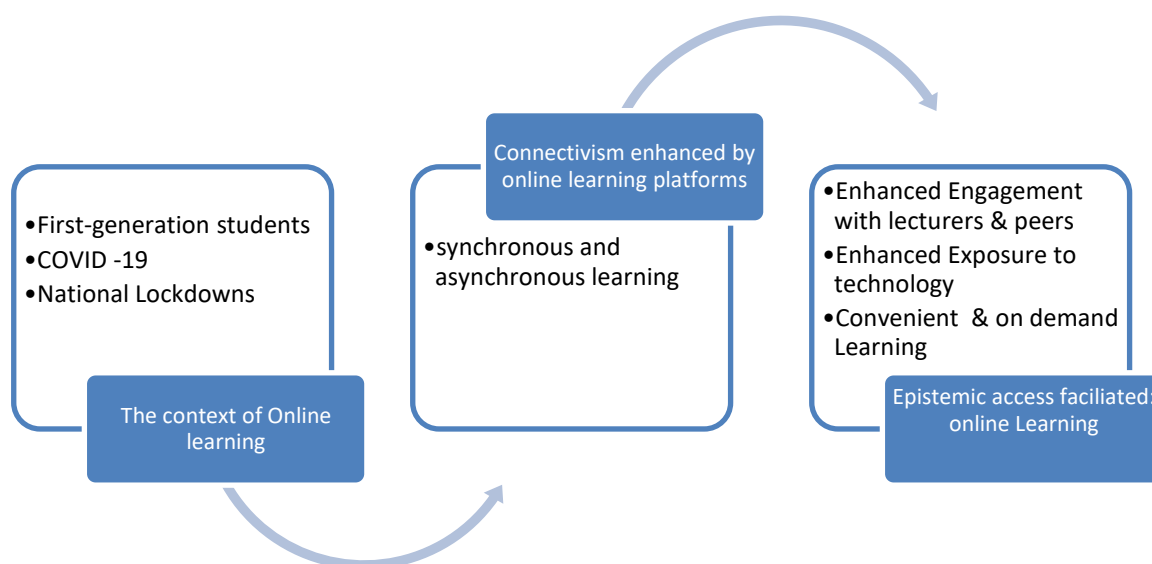 •First-generation students
•COVID -19
•National Lockdowns
The context of Online
learning
Connectivism enhanced by
online learning platforms
•synchronous and
asynchronous learning
•Enhanced Engagement
with lecturers & peers
•Enhanced Exposure to
technology
•Convenient & on demand
Learning
Epistemic access faciliated:
online Learning